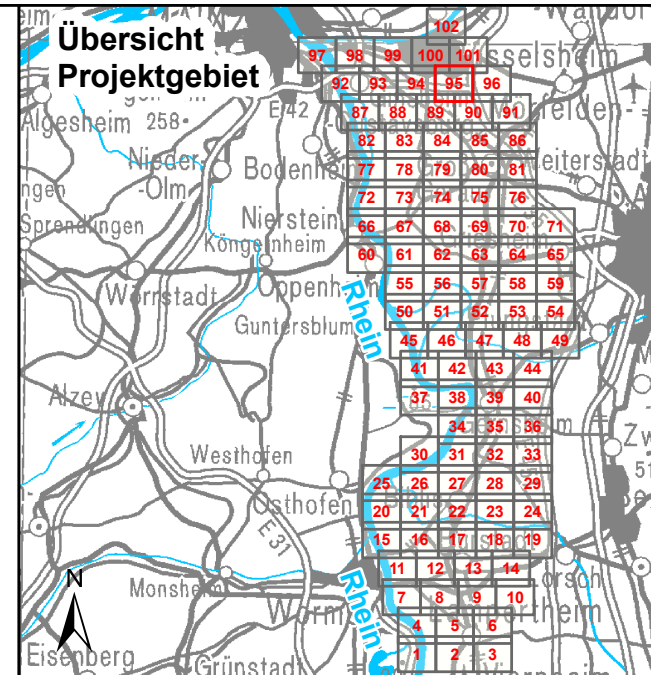 Übersicht
Projektgebiet
102
97 98 99 100 101
sselsheim
92 93 94 95 96
E 42
87 88 89 90 91
Algesheim 258
82 83 84 85 86
Nieder-
-Olm
Bodenheim
77 78 79 80 81
72 73 74 75 76
Sprendlingen
Nierstein
66 67 68 69 70 71
Köngernheim
60 61 62 63 64 65
Wörrstadt
Oppenheim
55 56 57 58 59
Rhein
50 51 52 53 54
Guntersblum
45 46 47 48 49
41 42 43 44
Alzey
37 38 39 40
34 35 36
Westhofen
30 31 32 33
25 26 27 28 29
Osthofen
20 21 22 23 24
E 31
15 16 17 18 19
11 12 13 14
orsch
N
Monsheim
Rhein
7 8 9 10
Worms
4 5 6
Eisenberg
Grünstadt
1 2 3